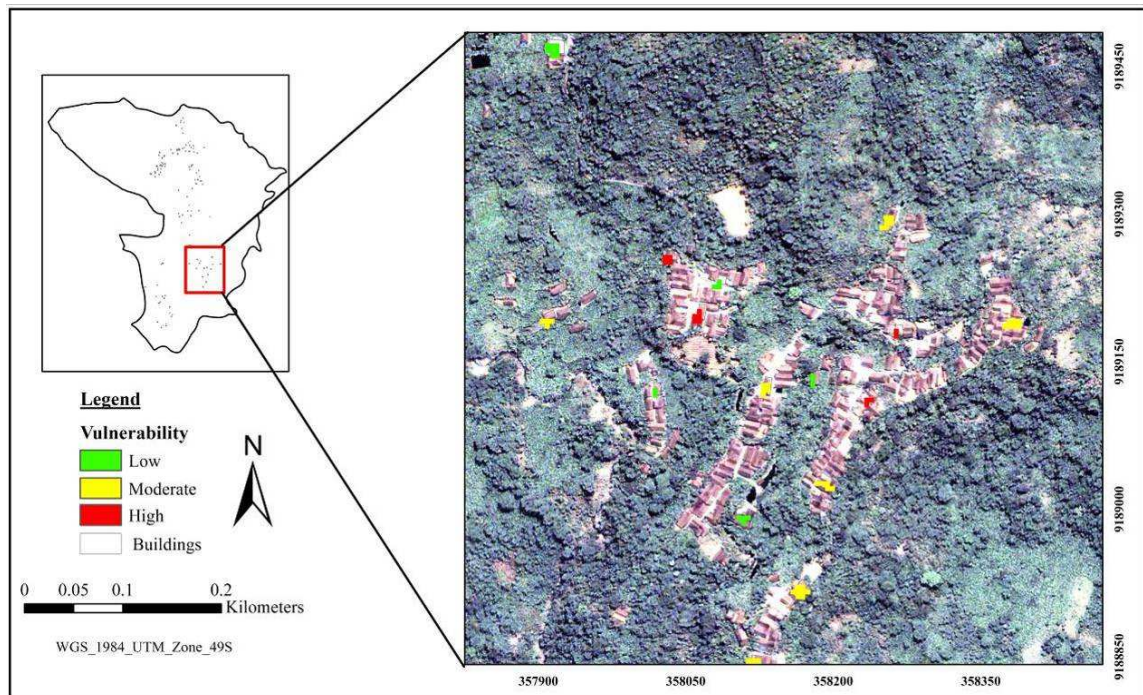 Legend
Vulnerability
Low
Moderate
High
Buildings
N
0 0.05 0.1 0.2
Kilometers
WGS_1984_UTM_Zone_49S
9189450
9189300
9189150
9189000
9188850
357900 358050 358200 358350